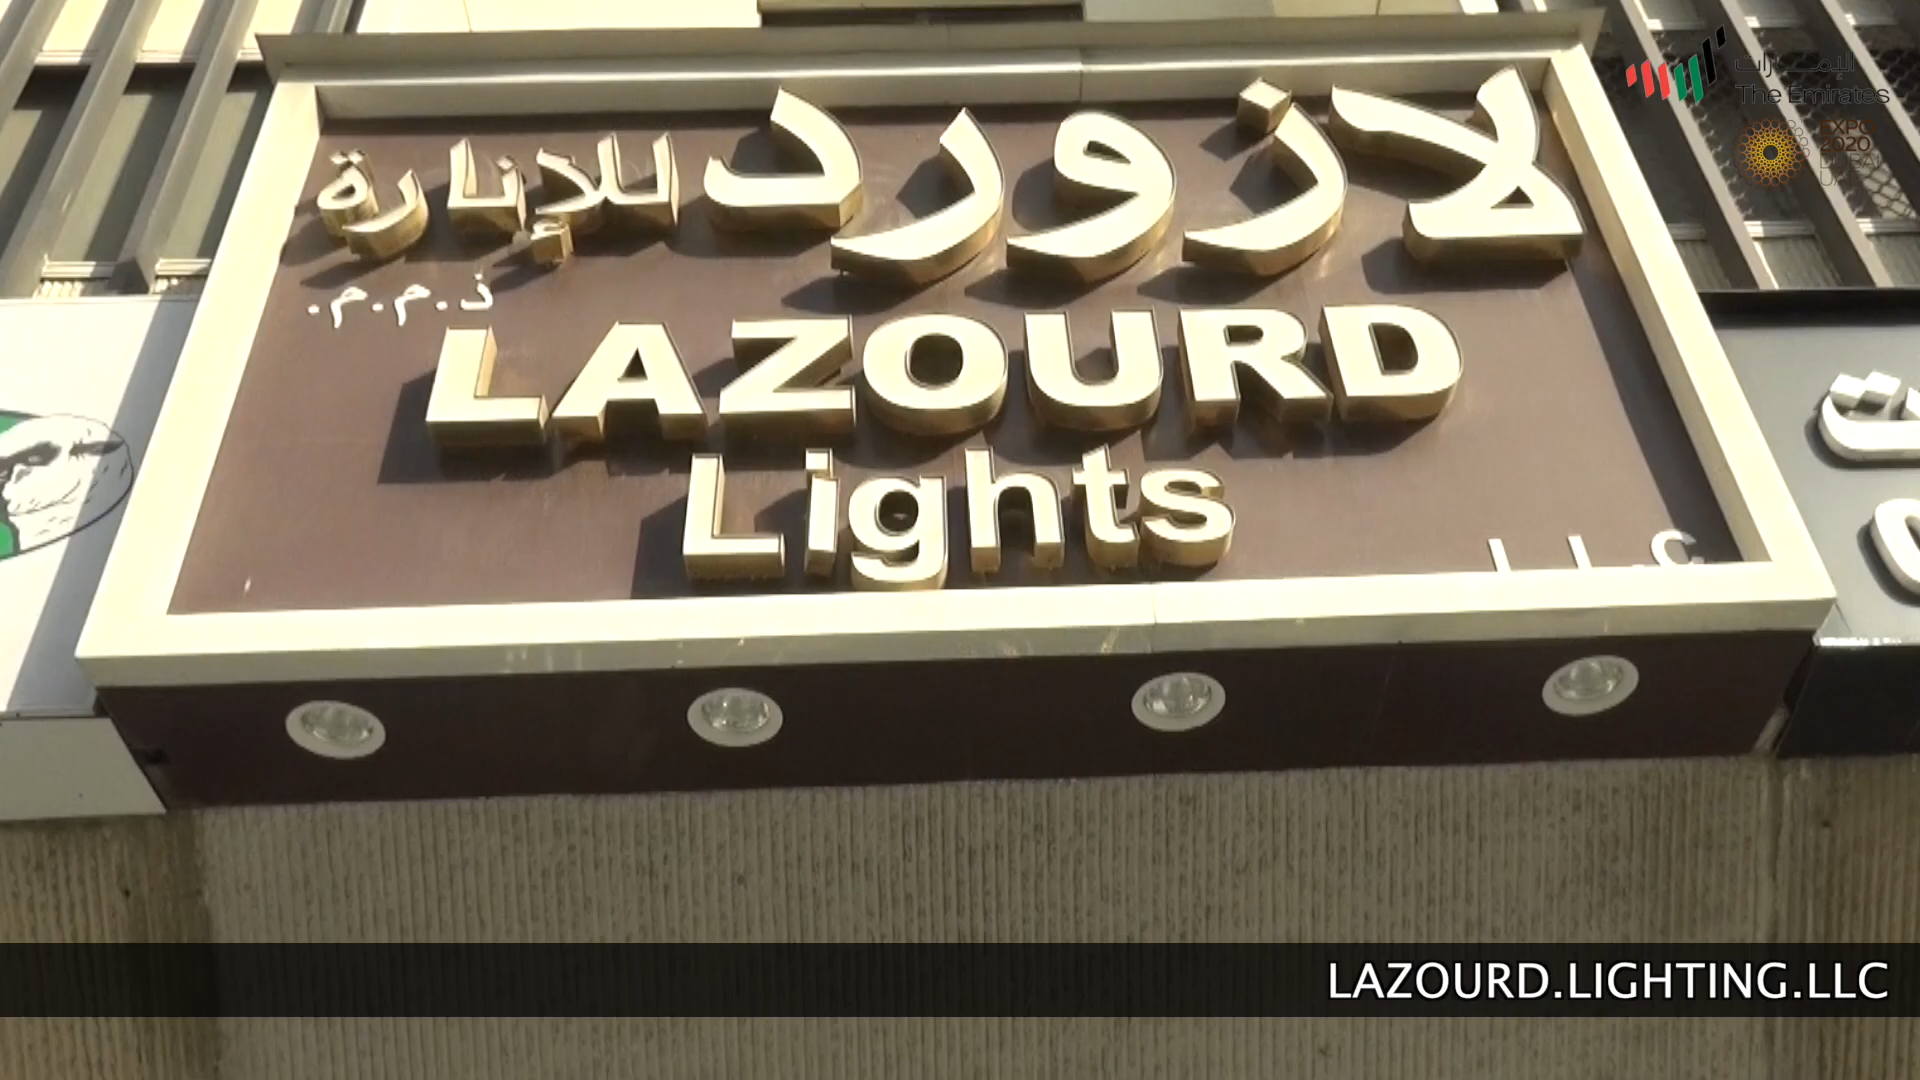 لازورد للإنارة
ذ.م.م.
LAZOURD
Lights
L.L.C
الإمارات
The Emirates
EXPO
2020
DUBAI
UAE
LAZOURD.LIGHTING.LLC